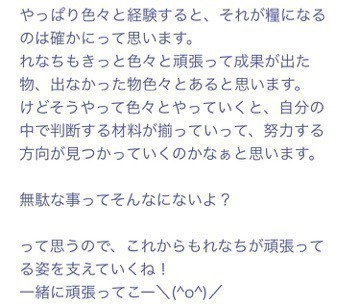 やっぱり色々と経験すると、それが糧になる
のは確かにって思います。
れなちもきっと色々と頑張って成果が出た
物、出なかった物色々とあると思います。
けどそうやって色々とやっていくと、自分の
中で判断する材料が揃っていって、努力する
方向が見つかっていくのかなぁと思います。
無駄な事ってそんなにないよ？
って思うので、これからもれなちが頑張って
る姿を支えていくね！
一緒に頑張ってこー＼(^o^)／